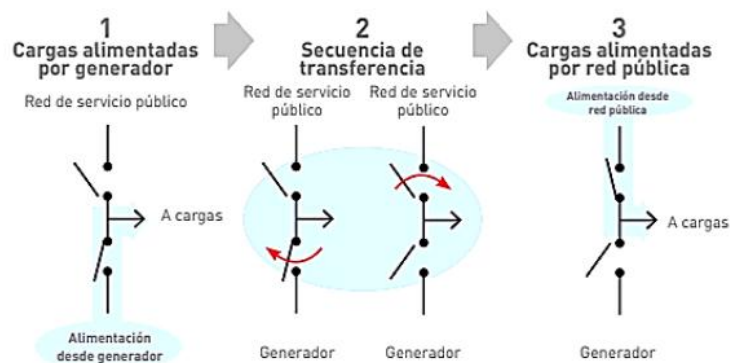 1
Cargas alimentadas
por generador
Red de servicio público
A cargas
Alimentación
desde generador
2
Secuencia de
transferencia
Red de servicio
público
Red de servicio
público
Generador
Generador
3
Cargas alimentadas
por red pública
Alimentación desde
red pública
A cargas
Generador